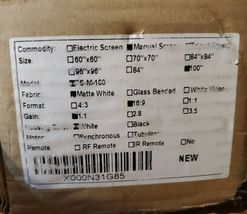 Commodity: □Electric Screen ■Manual Screen
Size: □60"x60" □70"x70" □84"x84"
□96"x96" □84" ■100"
Model: TS-M-100
Fabric: ■Matte White □Glass Beaded □White
Format: □4:3 ■16:9 □1:1
Gain: ■1.1 □2.8 □3.5
Housing White □Black
Motor □Synchronous □Tubular
Remote: □RF Remote □IR Remote □No
X000N31G85
NEW